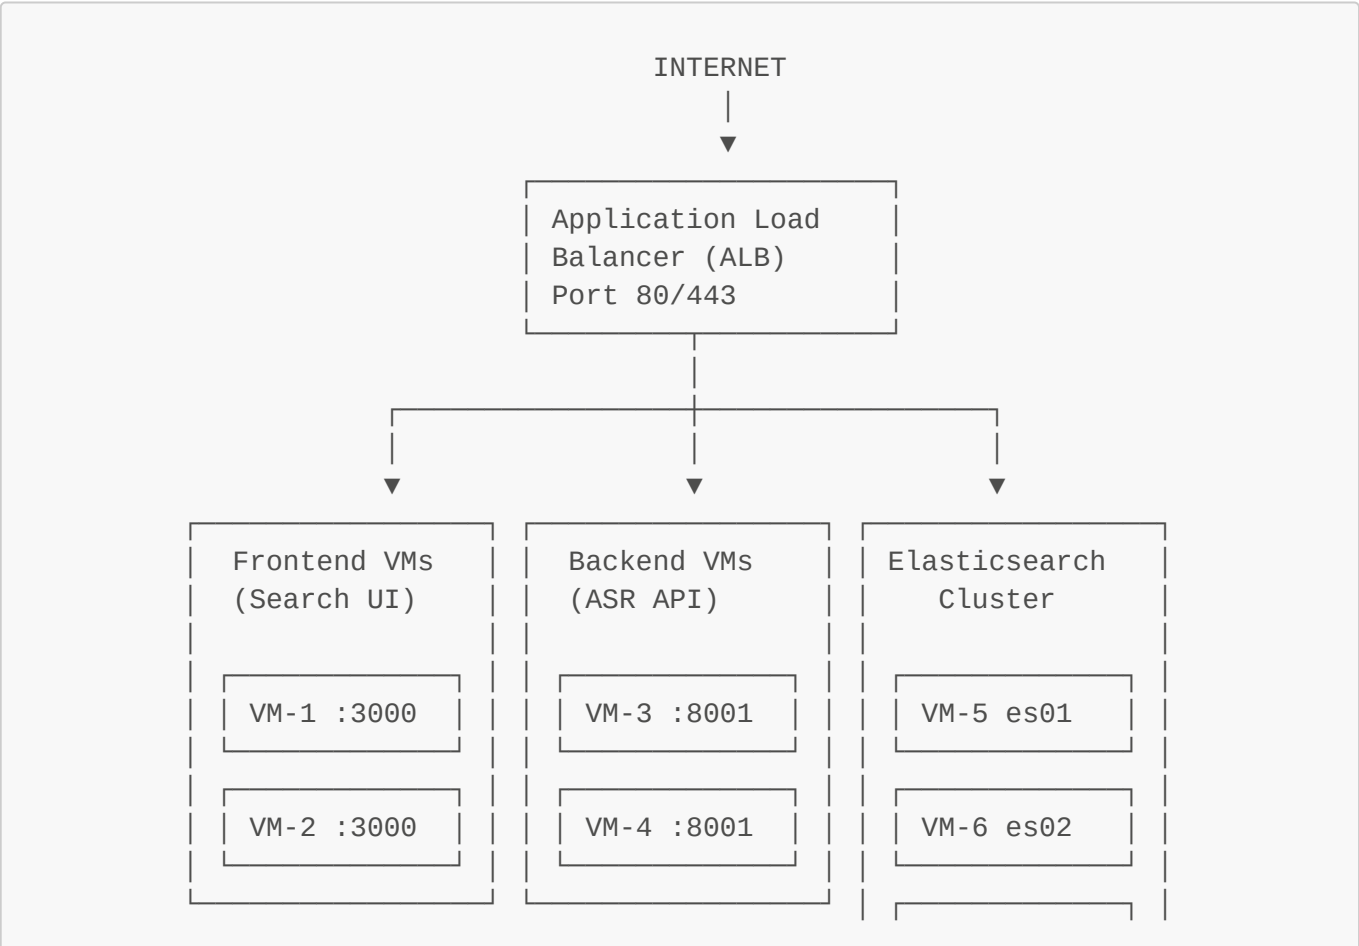 INTERNET
Application Load
Balancer (ALB)
Port 80/443
Frontend VMs
(Search UI)
VM-1 :3000
VM-2 :3000
Backend VMs
(ASR API)
VM-3 :8001
VM-4 :8001
Elasticsearch
Cluster
VM-5 es01
VM-6 es02